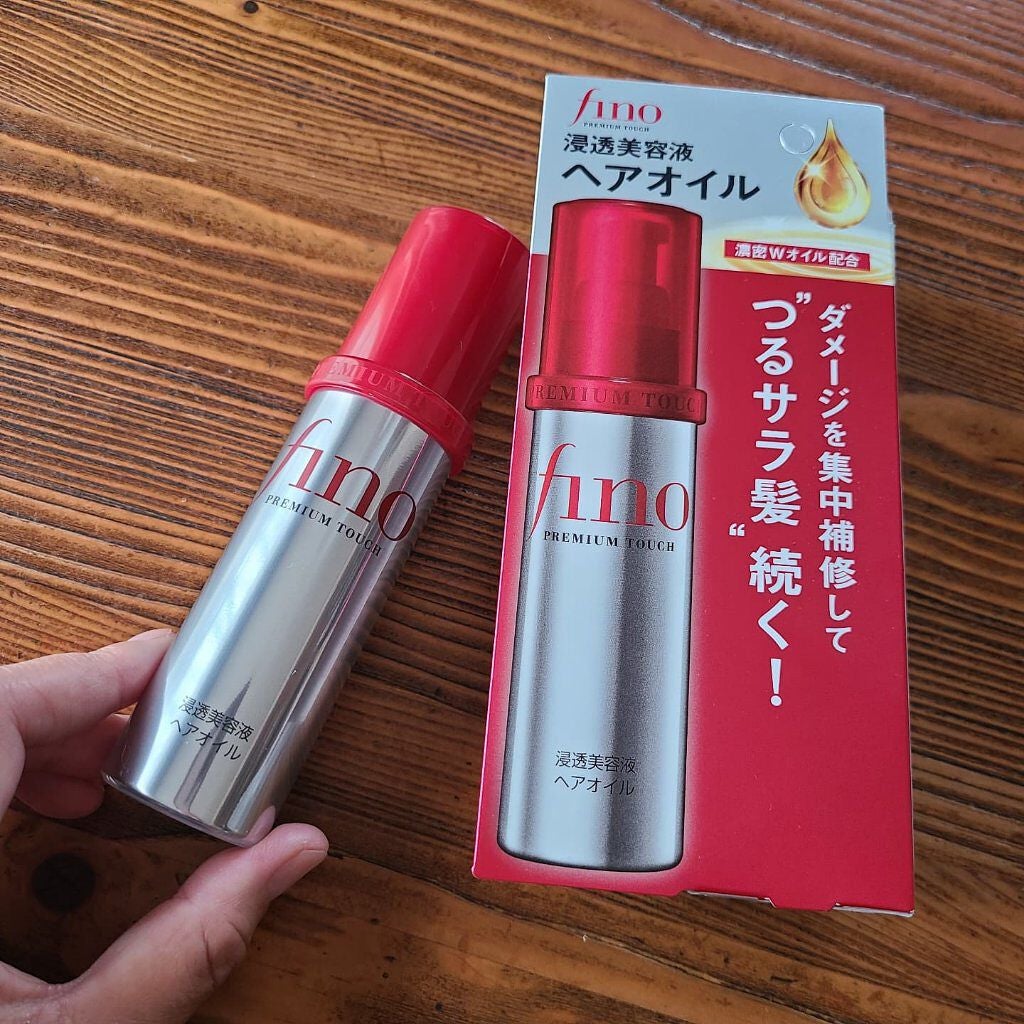 fino
PREMIUM TOUCH
浸透美容液
ヘアオイル
濃密Wオイル配合
ダメージを集中補修して
”つるサラ髪“続く！
PREMIUM TOUC
fino
PREMIUM TOUCH
浸透美容液
ヘアオイル
EMIUM TOUC
fino
PREMIUM TOUCH
浸透美容液
ヘアオイル